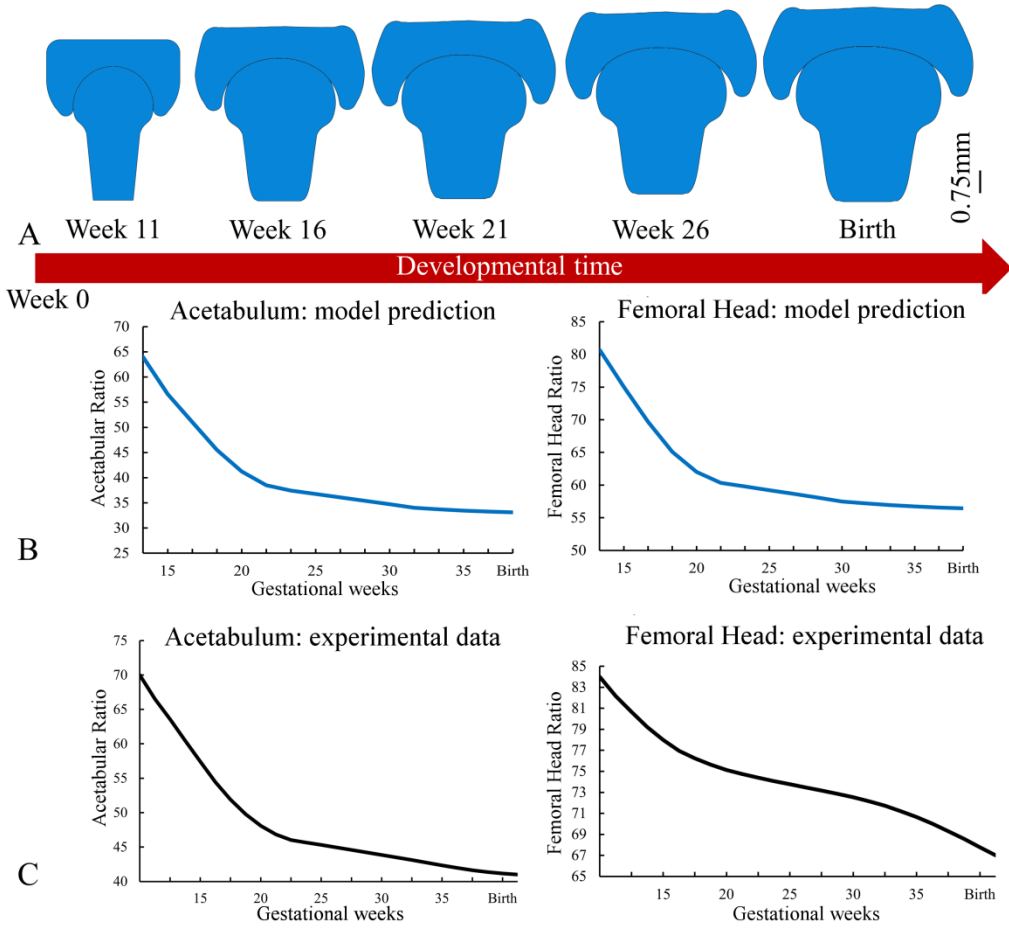 A
Week 11
Week 16
Week 21
Week 26
Birth
0.75mm
Developmental time
Week 0
B
Acetabulum: model prediction
Acetabular Ratio
70
65
60
55
50
45
40
35
30
25
15
20
25
30
35
Birth
Gestational weeks
Femoral Head: model prediction
Femoral Head Ratio
85
80
75
70
65
60
55
50
15
20
25
30
35
Birth
Gestational weeks
C
Acetabulum: experimental data
Acetabular Ratio
75
70
65
60
55
50
45
40
15
20
25
30
35
Birth
Gestational weeks
Femoral Head: experimental data
Femoral Head Ratio
85
83
81
79
77
75
73
71
69
67
65
15
20
25
30
35
Birth
Gestational weeks